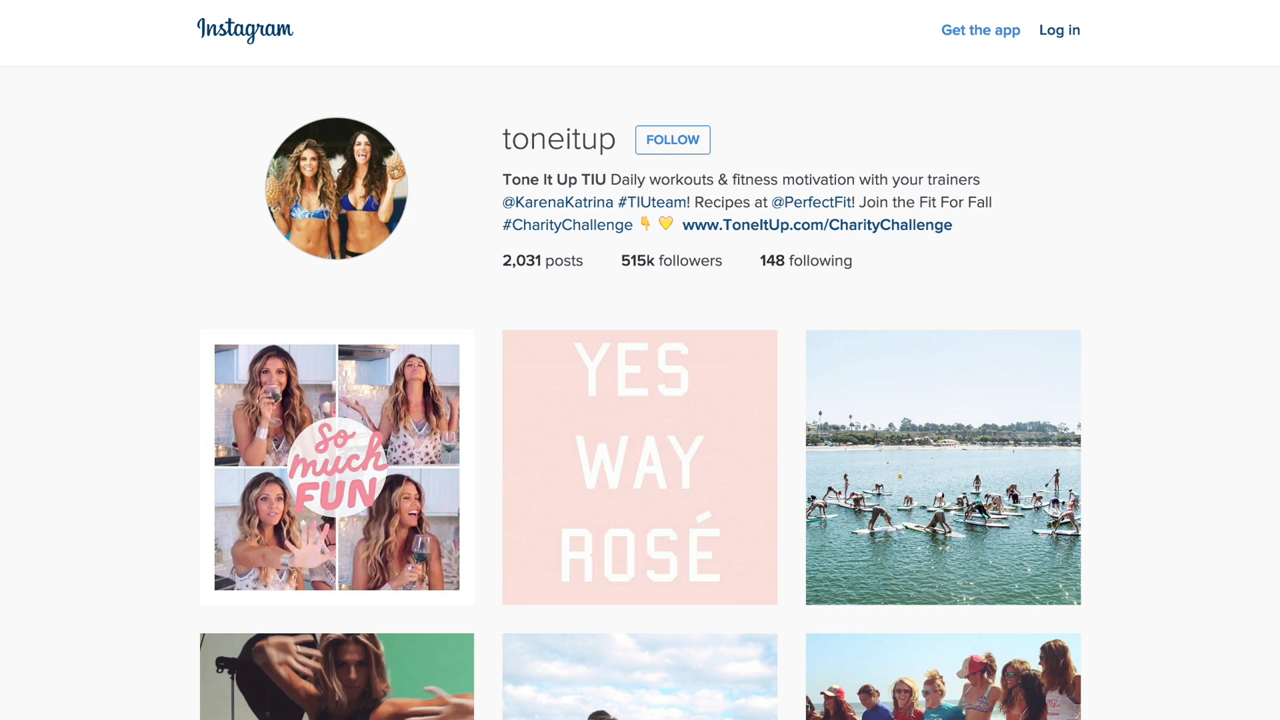 Instagram
Get the app Log in
toneitup FOLLOW
Tone It Up TIU Daily workouts & fitness motivation with your trainers
@KarenaKatrina #TIUteam! Recipes at @PerfectFit! Join the Fit For Fall
#CharityChallenge 👇 💛 www.ToneItUp.com/CharityChallenge
2,031 posts 515k followers 148 following
So
much
FUN
YES
WAY
ROSÉ